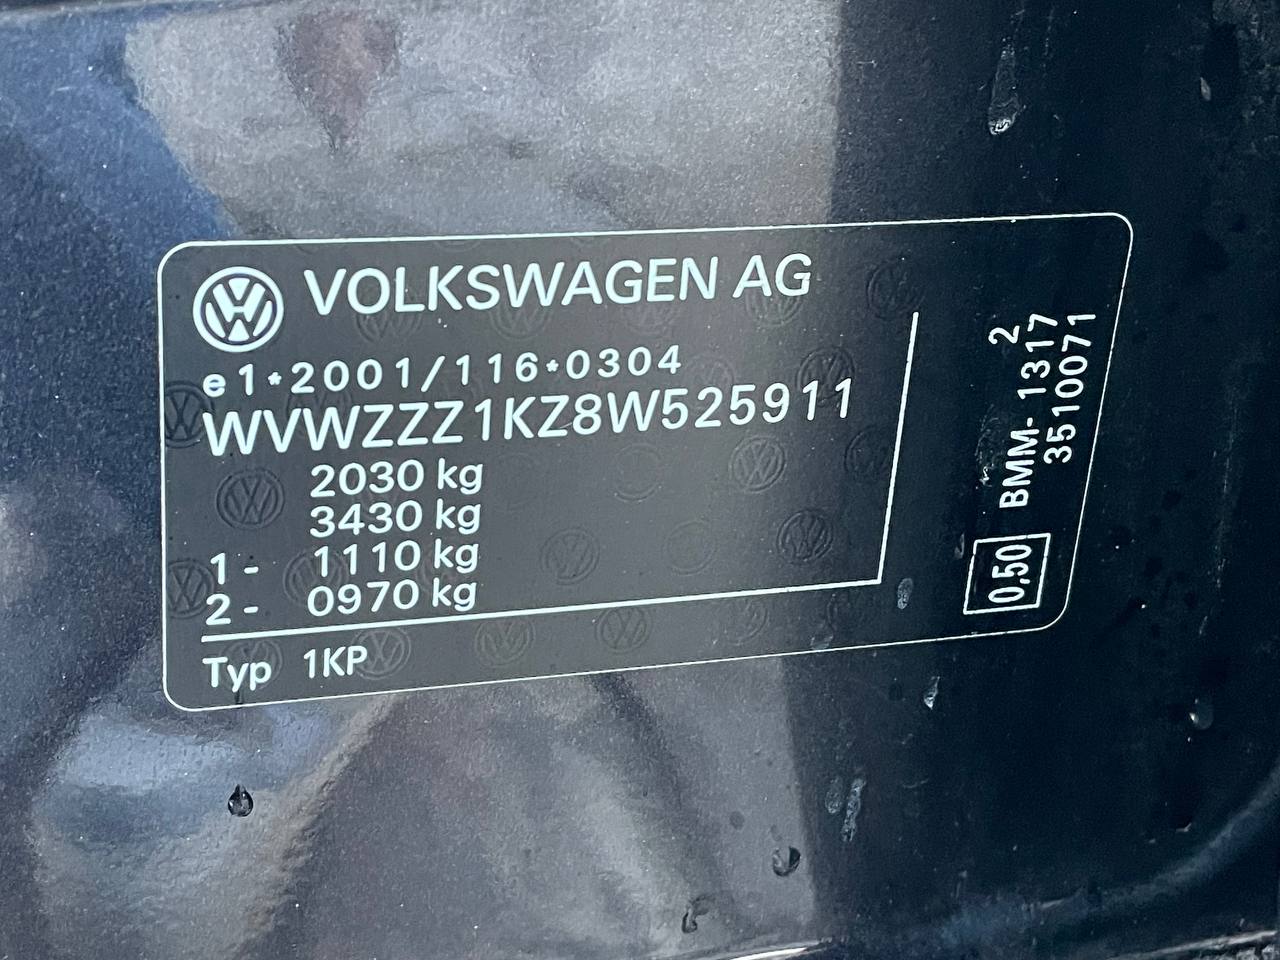 VOLKSWAGEN AG
e1*2001/116*0304
WVWZZZ1KZ8W525911
2030 kg
3430 kg
1 - 1110 kg
2 - 0970 kg
Typ 1KP
2
BMM- 1317
3510071
0,50